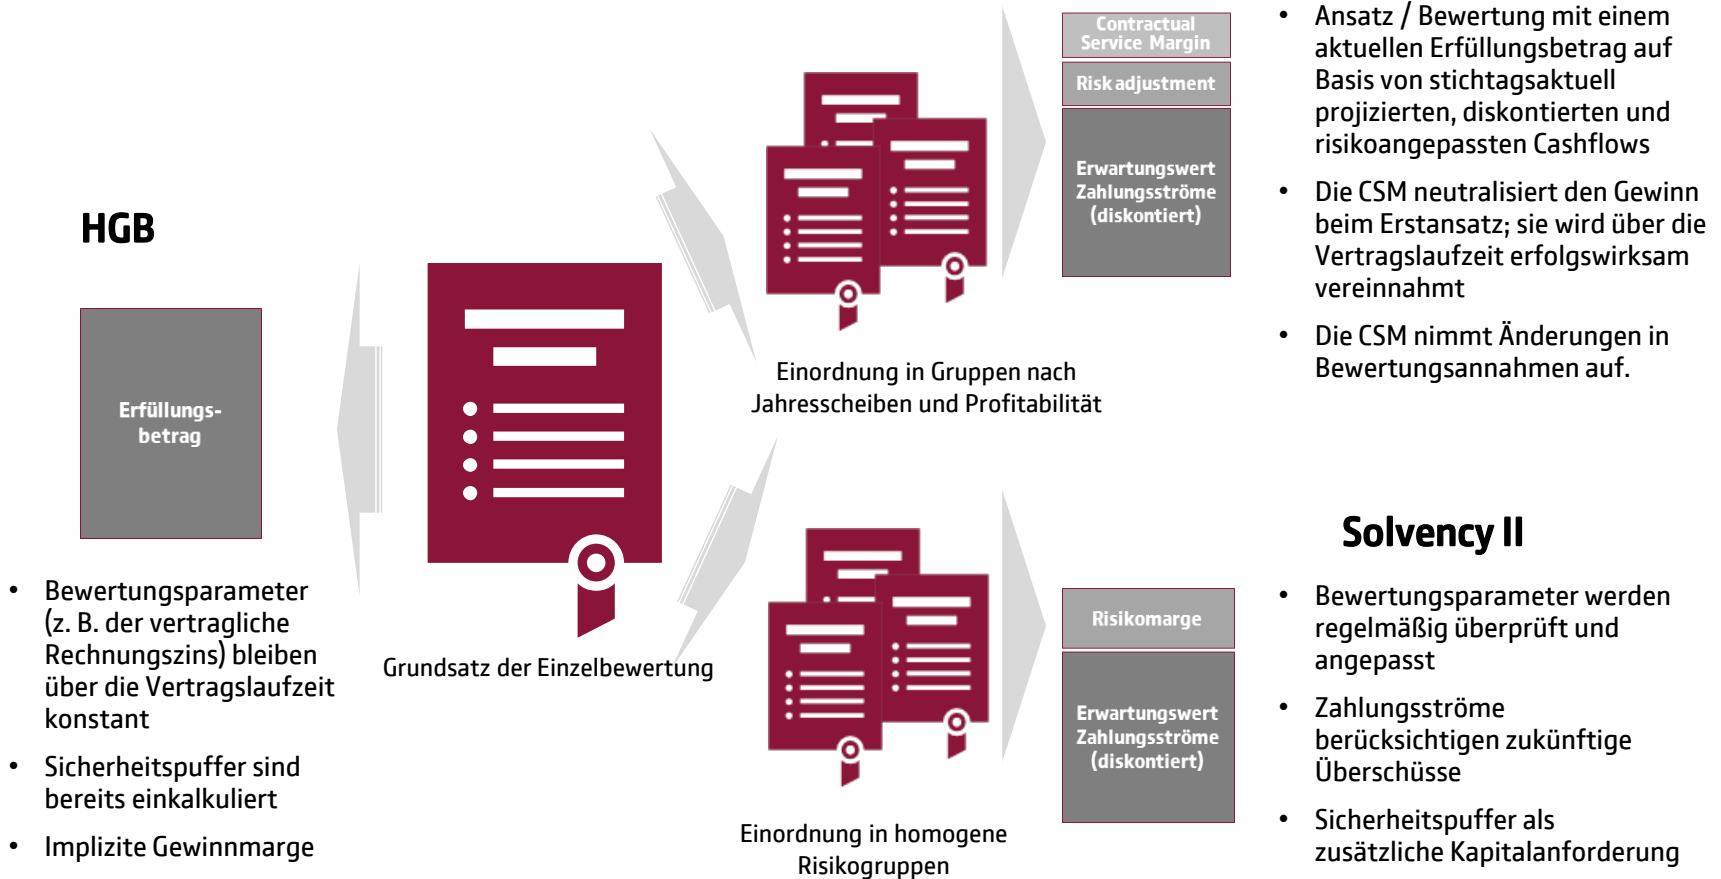 HGB
Erfüllungs-
betrag
• Bewertungsparameter
(z. B. der vertragliche
Rechnungszins) bleiben
über die Vertragslaufzeit
konstant
• Sicherheitspuffer sind
bereits einkalkuliert
• Implizite Gewinnmarge
Grundsatz der Einzelbewertung
Einordnung in Gruppen nach
Jahresscheiben und Profitabilität
Contractual
Service Margin
Risk adjustment
Erwartungswert
Zahlungsströme
(diskontiert)
• Ansatz / Bewertung mit einem
aktuellen Erfüllungsbetrag auf
Basis von stichtagsaktuell
projizierten, diskontierten und
risikoangepassten Cashflows
• Die CSM neutralisiert den Gewinn
beim Erstansatz; sie wird über die
Vertragslaufzeit erfolgswirksam
vereinnahmt
• Die CSM nimmt Änderungen in
Bewertungsannahmen auf.
Einordnung in homogene
Risikogruppen
Risikomarge
Erwartungswert
Zahlungsströme
(diskontiert)
Solvency II
• Bewertungsparameter werden
regelmäßig überprüft und
angepasst
• Zahlungsströme
berücksichtigen zukünftige
Überschüsse
• Sicherheitspuffer als
zusätzliche Kapitalanforderung